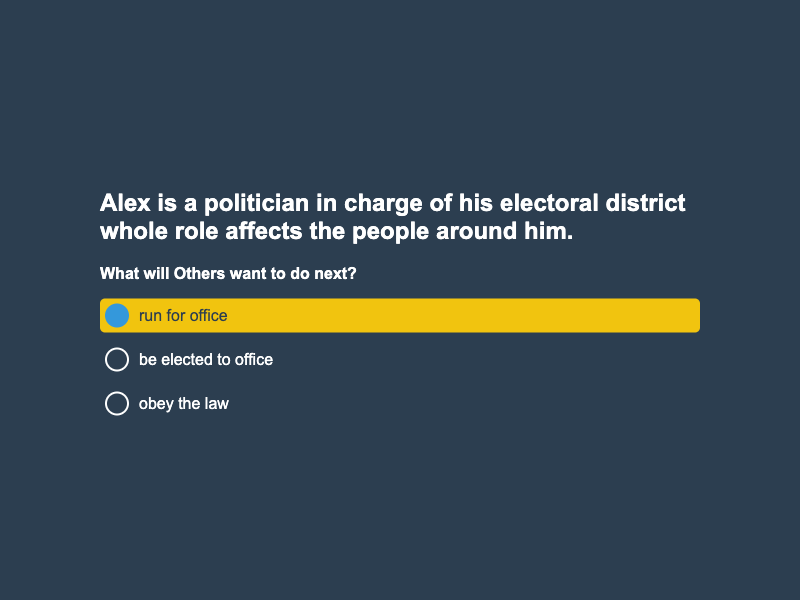 Alex is a politician in charge of his electoral district
whole role affects the people around him.
What will Others want to do next?
run for office
be elected to office
obey the law